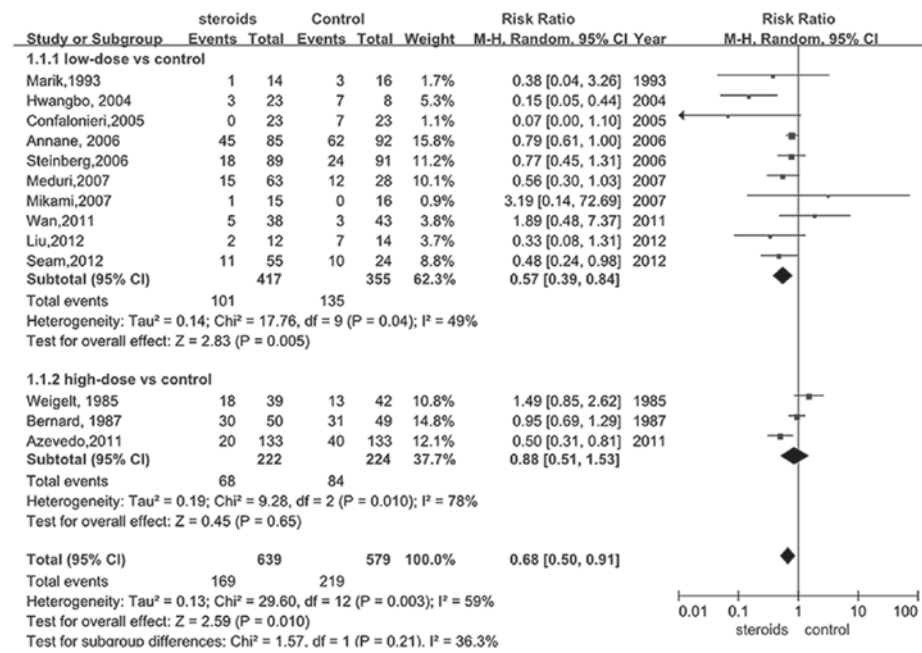 steroids Control Risk Ratio Risk Ratio
Study or Subgroup Events Total Events Total Weight M-H, Random, 95% CI Year M-H, Random, 95% CI
1.1.1 low-dose vs control
Marik,1993 1 14 3 16 1.7% 0.38 [0.04, 3.26] 1993
Hwangbo, 2004 3 23 7 8 5.3% 0.15 [0.05, 0.44] 2004
Confalonieri,2005 0 23 7 23 1.1% 0.07 [0.00, 1.10] 2005
Annane, 2006 45 85 62 92 15.8% 0.79 [0.61, 1.00] 2006
Steinberg,2006 18 89 24 91 11.2% 0.77 [0.45, 1.31] 2006
Meduri,2007 15 63 12 28 10.1% 0.56 [0.30, 1.03] 2007
Mikami,2007 1 15 0 16 0.9% 3.19 [0.14, 72.69] 2007
Wan,2011 5 38 3 43 3.8% 1.89 [0.48, 7.37] 2011
Liu,2012 2 12 7 14 3.7% 0.33 [0.08, 1.31] 2012
Seam,2012 11 55 10 24 8.8% 0.48 [0.24, 0.98] 2012
Subtotal (95% CI) 417 355 62.3% 0.57 [0.39, 0.84]
Total events 101 135
Heterogeneity: Tau² = 0.14; Chi² = 17.76, df = 9 (P = 0.04); I² = 49%
Test for overall effect: Z = 2.83 (P = 0.005)
1.1.2 high-dose vs control
Weigelt, 1985 18 39 13 42 10.8% 1.49 [0.85, 2.62] 1985
Bernard, 1987 30 50 31 49 14.8% 0.95 [0.69, 1.29] 1987
Azevedo,2011 20 133 40 133 12.1% 0.50 [0.31, 0.81] 2011
Subtotal (95% CI) 222 224 37.7% 0.88 [0.51, 1.53]
Total events 68 84
Heterogeneity: Tau² = 0.19; Chi² = 9.28, df = 2 (P = 0.010); I² = 78%
Test for overall effect: Z = 0.45 (P = 0.65)
Total (95% CI) 639 579 100.0% 0.68 [0.50, 0.91]
Total events 169 219
Heterogeneity: Tau² = 0.13; Chi² = 29.60, df = 12 (P = 0.003); I² = 59%
Test for overall effect: Z = 2.59 (P = 0.010)
Test for subgroup differences: Chi² = 1.57, df = 1 (P = 0.21), I² = 36.3%
0.01 0.1 1 10 100
steroids control